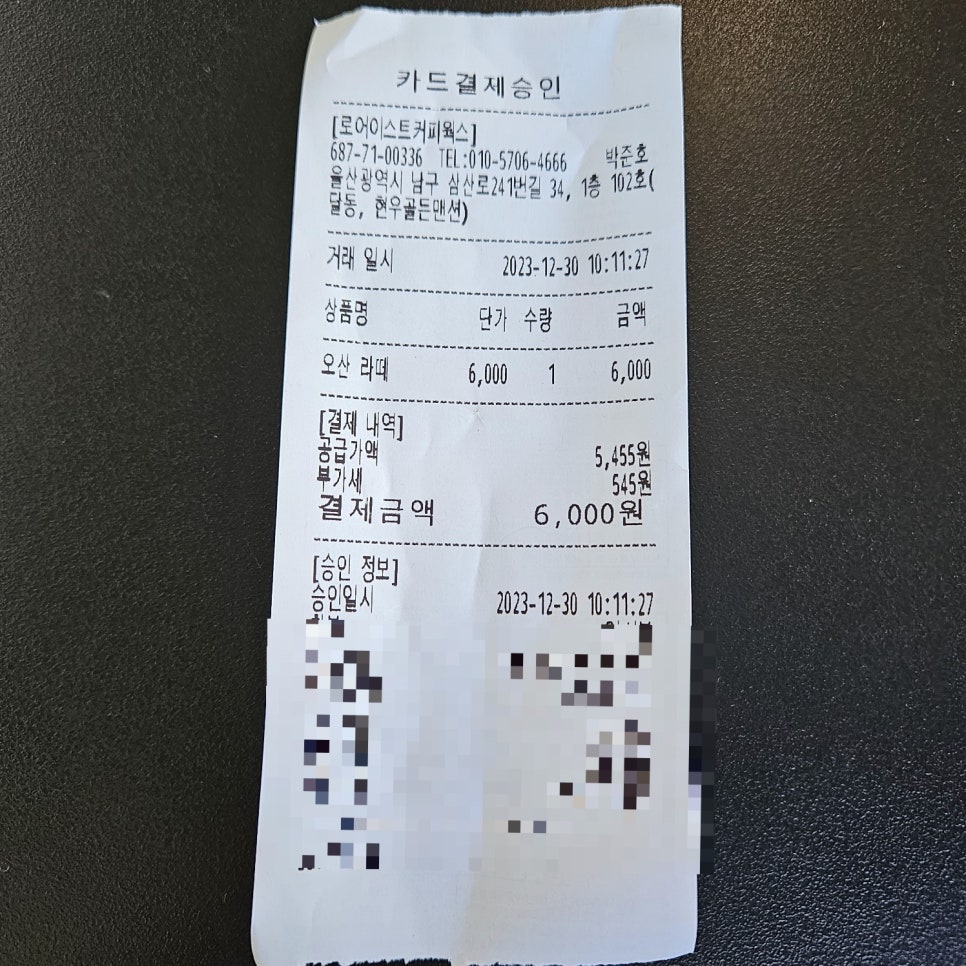 카드결제승인
[로어이스트커피웍스]
687-71-00336 TEL:010-5706-4666 박준호
울산광역시 남구 삼산로241번길 34, 1층 102호(
달동, 현우골든맨션)
거래 일시 2023-12-30 10:11:27
상품명 단가 수량 금액
오산 라떼 6,000 1 6,000
[결제 내역]
공급가액 5,455원
부가세 545원
결제금액 6,000원
[승인 정보]
승인일시 2023-12-30 10:11:27